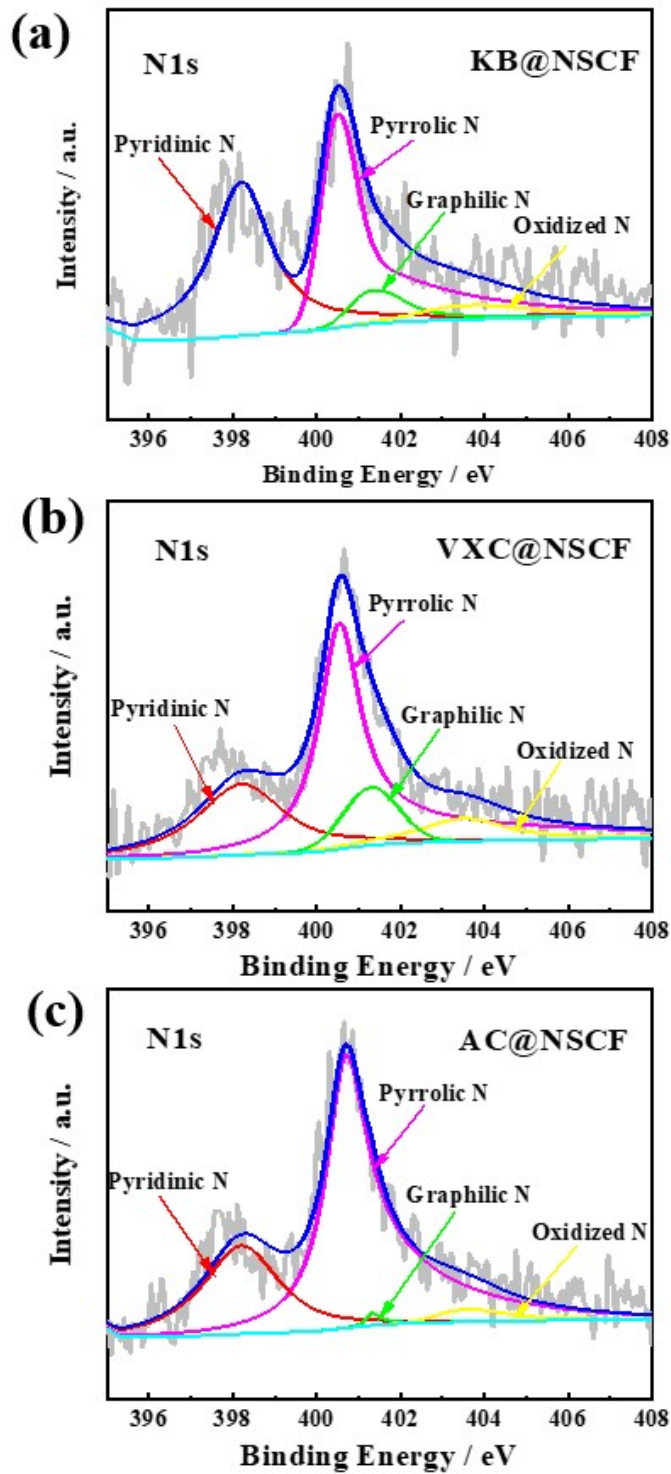 (a)
N1s
KB@NSCF
Pyridinic N
Pyrrolic N
Graphilic N
Oxidized N
Intensity / a.u.
396 398 400 402 404 406 408
Binding Energy / eV
(b)
N1s
VXC@NSCF
Pyrrolic N
Pyridinic N
Graphilic N
Oxidized N
Intensity / a.u.
396 398 400 402 404 406 408
Binding Energy / eV
(c)
N1s
AC@NSCF
Pyrrolic N
Pyridinic N
Graphilic N
Oxidized N
Intensity / a.u.
396 398 400 402 404 406 408
Binding Energy / eV